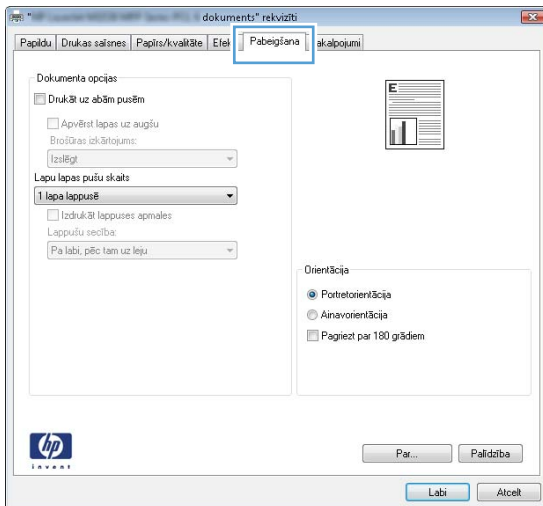 dokuments" rekvizīti
Papildu Drukas saīsnes Papīrs/kvalitāte Efek Pabeigšana akalpojumi
Dokumenta opcijas
Drukāt uz abām pusēm
Apvērst lapas uz augšu
Brošūras izkārtojums:
Izslēgt
Lapu lapas pušu skaits
1 lapa lappusē
Izdrukāt lappuses apmales
Lappušu secība:
Pa labi, pēc tam uz leju
E
Orientācija
Portretorientācija
Ainavorientācija
Pagriezt par 180 grādiem
hp
invent
Par... Palīdzība
Labi Atcelt